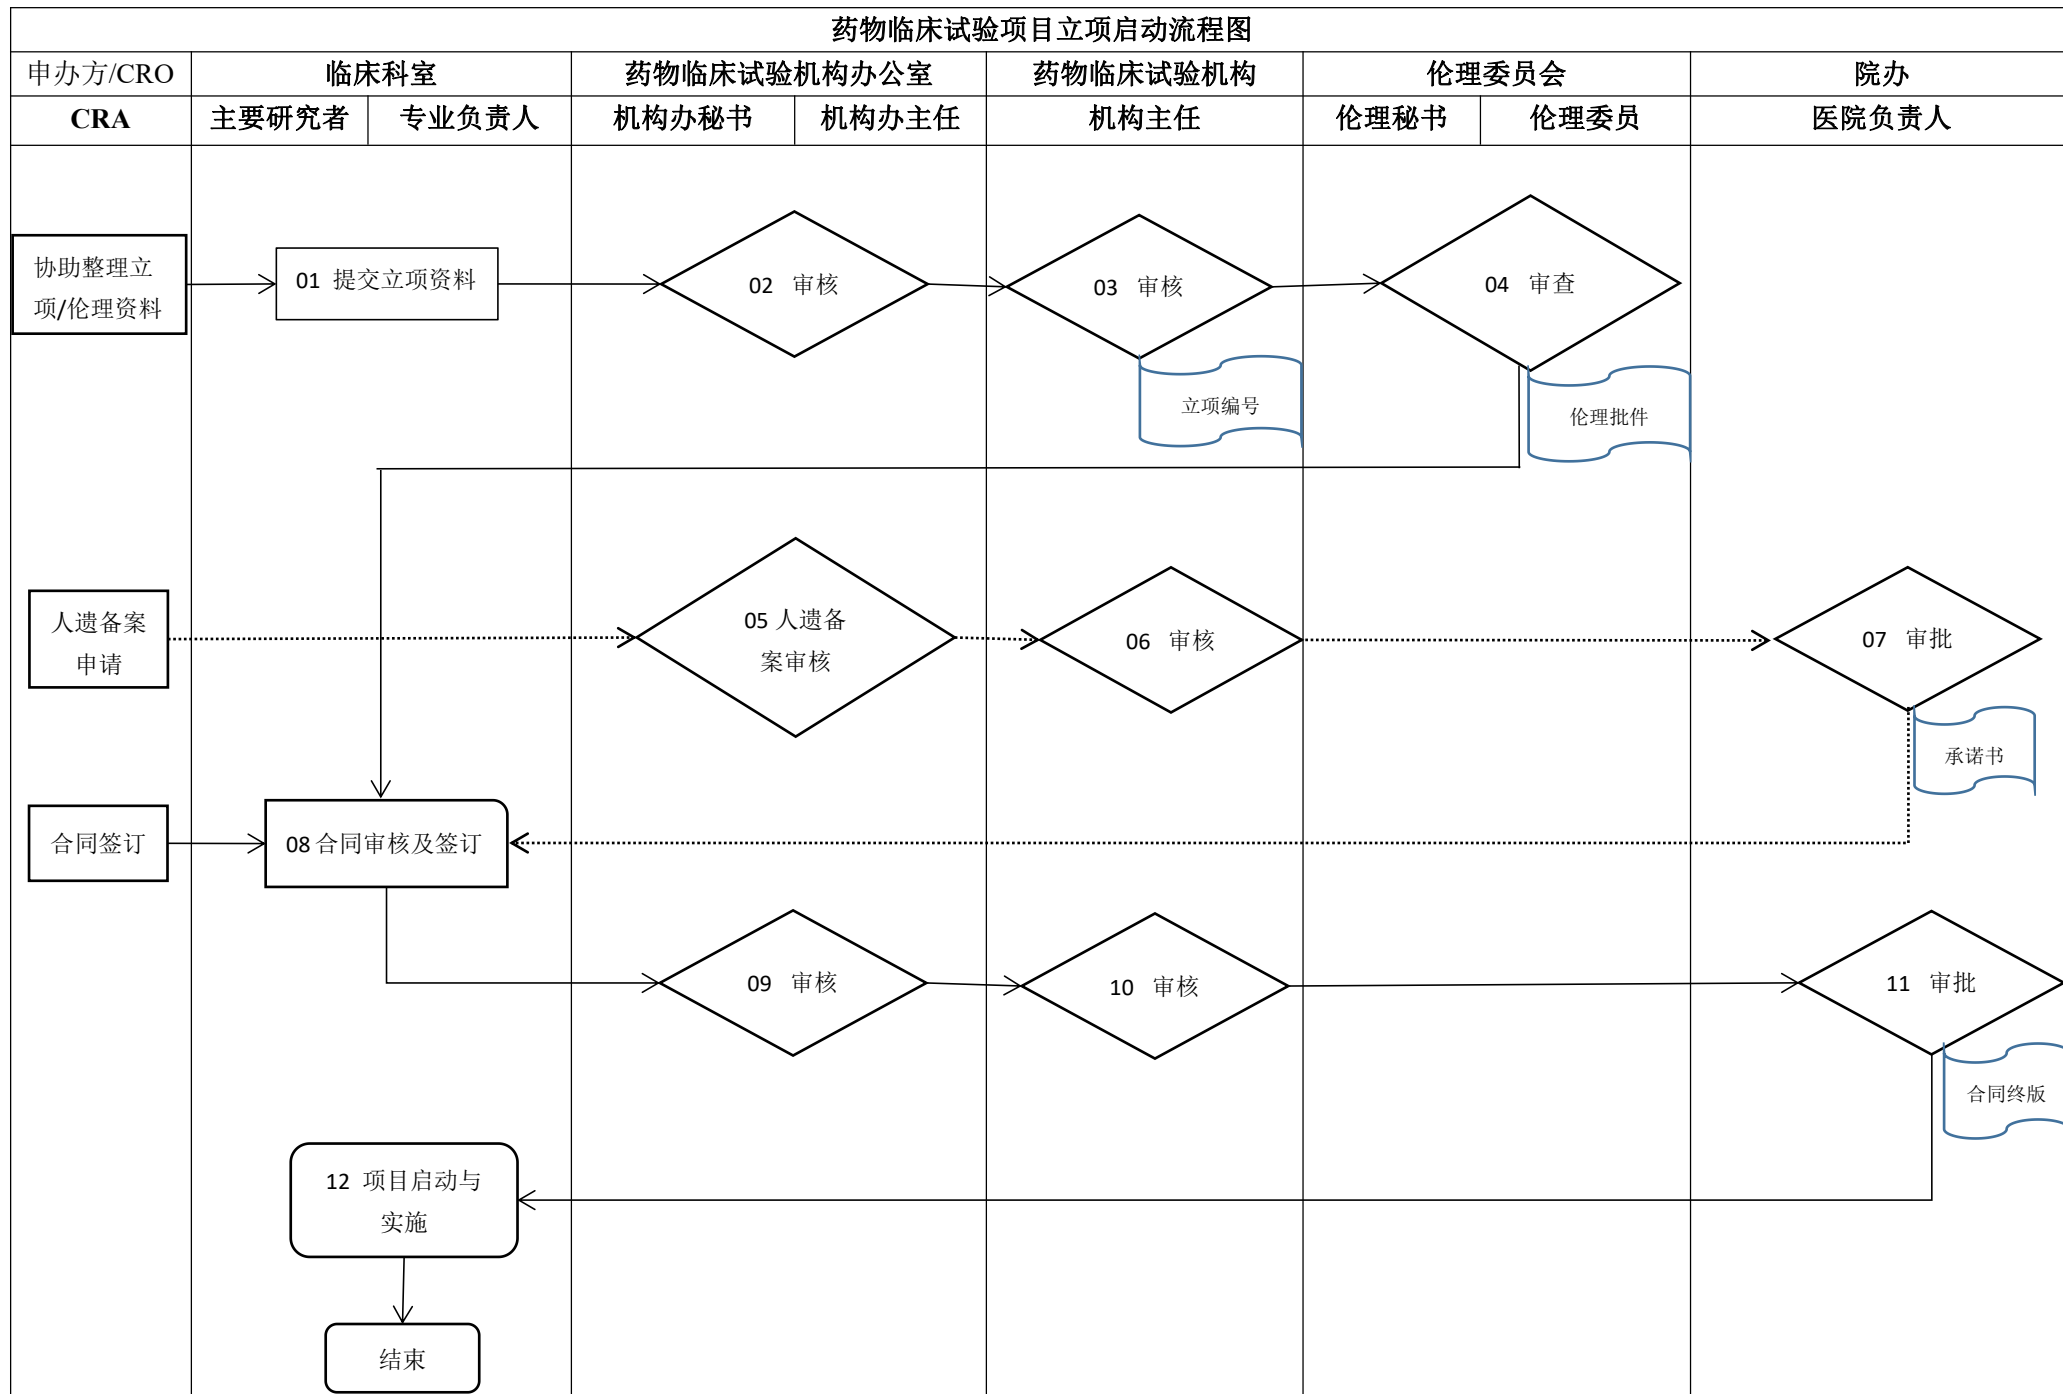 药物临床试验项目立项启动流程图
申办方/CRO 临床科室 药物临床试验机构办公室 药物临床试验机构 伦理委员会 院办
CRA 主要研究者 专业负责人 机构办秘书 机构办主任 机构主任 伦理秘书 伦理委员 医院负责人
协助整理立
项/伦理资料
01 提交立项资料
02 审核
03 审核
04 审查
立项编号
伦理批件
人遗备案
申请
05 人遗备
案审核
06 审核
07 审批
承诺书
合同签订
08 合同审核及签订
09 审核
10 审核
11 审批
合同终版
12 项目启动与
实施
结束